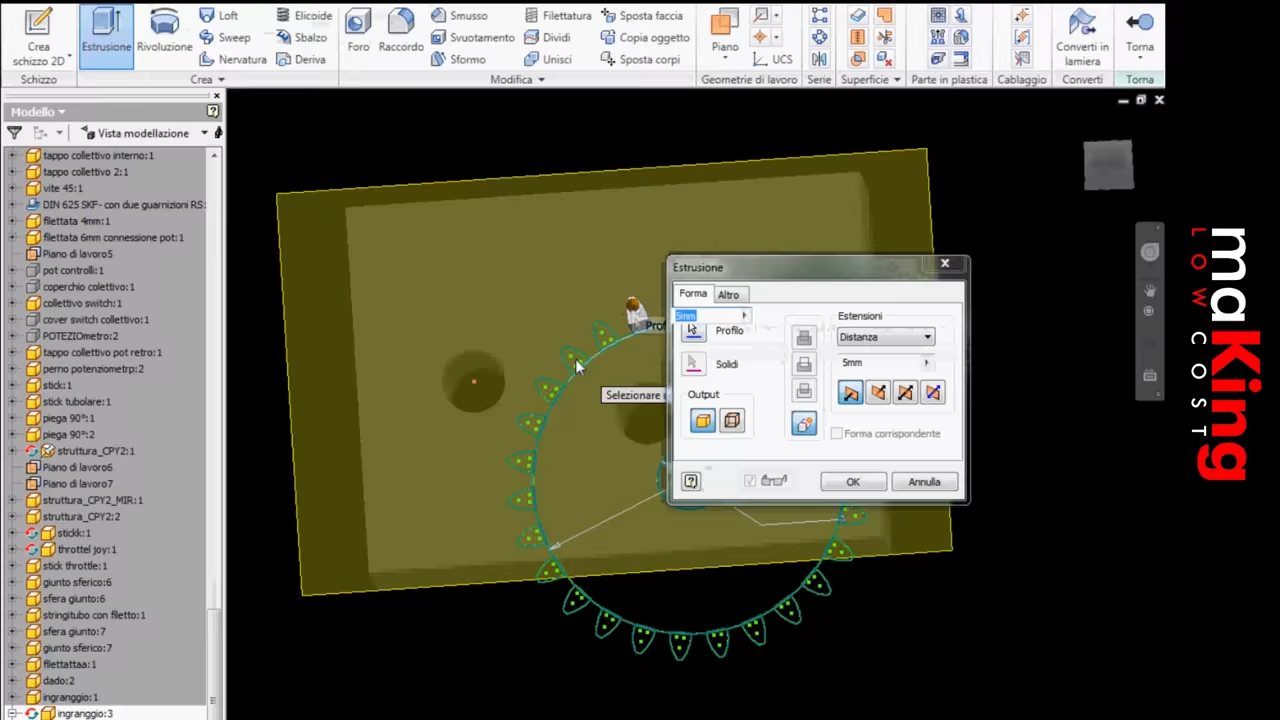 Crea
schizzo 2D
Estrusione
Rivoluzione
Loft
Sweep
Nervatura
Elicoide
Sbalzo
Deriva
Foro
Raccordo
Smusso
Svuotamento
Sformo
Filettatura
Dividi
Unisci
Sposta faccia
Copia oggetto
Sposta corpi
Piano
UCS
Converti in
lamiera
Torna
Schizzo
Crea
Modifica
Geometrie di lavoro
Serie
Superficie
Parte in plastica
Cablaggio
Converti
Torna
Modello
Vista modellazione
tappo collettivo interno:1
tappo collettivo 2:1
vite 45:1
DIN 625 SKF- con due guarnizioni RS:
filettata 4mm:1
filettata 6mm connessione pot:1
Piano di lavoro5
pot controlli:1
coperchio colletivo:1
collettivo switch:1
cover switch collettivo:1
POTEZIOmetro:2
tappo collettivo pot retro:1
perno potenziometrp:2
stick:1
stick tubolare:1
piega 90°:1
piega 90°:2
struttura_CPY2:1
Piano di lavoro6
Piano di lavoro7
struttura_CPY2_MIR:1
struttura_CPY2:2
stickk:1
throttel joy:1
stick throttle:1
giunto sferico:6
sfera giunto:6
stringitubo con filetto:1
sfera giunto:7
giunto sferico:7
filettattaa:1
dado:2
ingranggio:1
ingranggio:3
Prof
Selezionare
Estrusione
Forma
Altro
5mm
Profilo
Solidi
Output
Estensioni
Distanza
5mm
Forma corrispondente
OK
Annulla
maKing
LOW COST